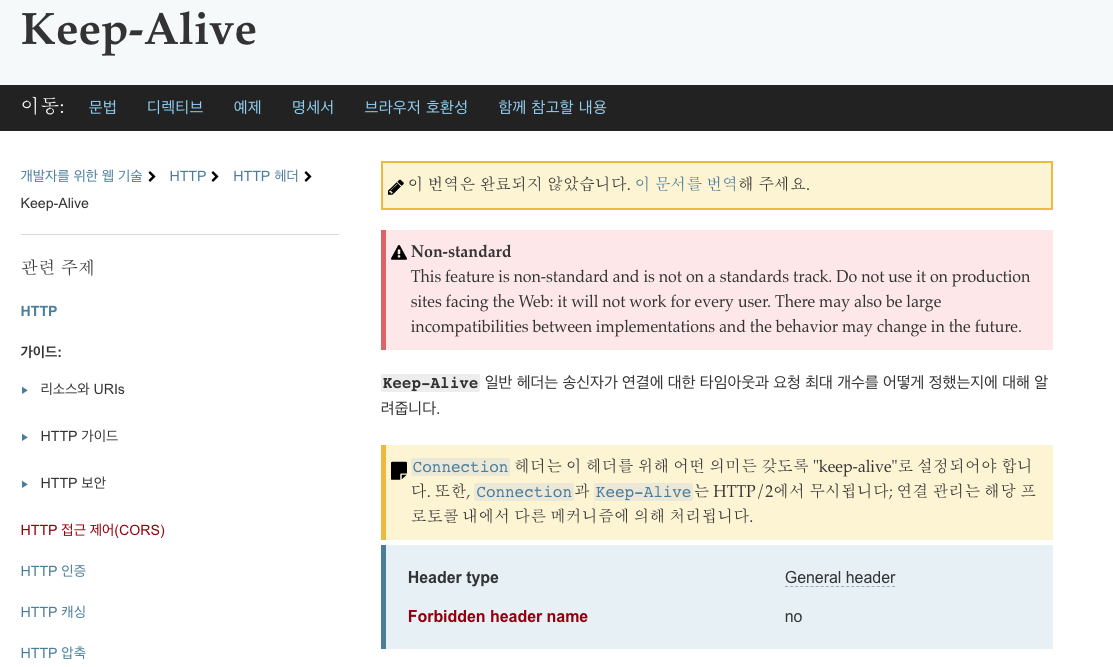 Keep-Alive
이동: 문법 디렉티브 예제 명세서 브라우저 호환성 함께 참고할 내용
개발자를 위한 웹 기술 HTTP HTTP 헤더
Keep-Alive
관련 주제
HTTP
가이드:
리소스와 URIs
HTTP 가이드
HTTP 보안
HTTP 접근 제어(CORS)
HTTP 인증
HTTP 캐싱
HTTP 압축
이 번역은 완료되지 않았습니다. 이 문서를 번역해 주세요.
Non-standard
This feature is non-standard and is not on a standards track. Do not use it on production
sites facing the Web: it will not work for every user. There may also be large
incompatibilities between implementations and the behavior may change in the future.
Keep-Alive 일반 헤더는 송신자가 연결에 대한 타임아웃과 요청 최대 개수를 어떻게 정했는지에 대해 알
려줍니다.
Connection 헤더는 이 헤더를 위해 어떤 의미든 갖도록 "keep-alive"로 설정되어야 합니
다. 또한, Connection과 Keep-Alive는 HTTP/2에서 무시됩니다; 연결 관리는 해당 프
로토콜 내에서 다른 메커니즘에 의해 처리됩니다.
Header type General header
Forbidden header name no